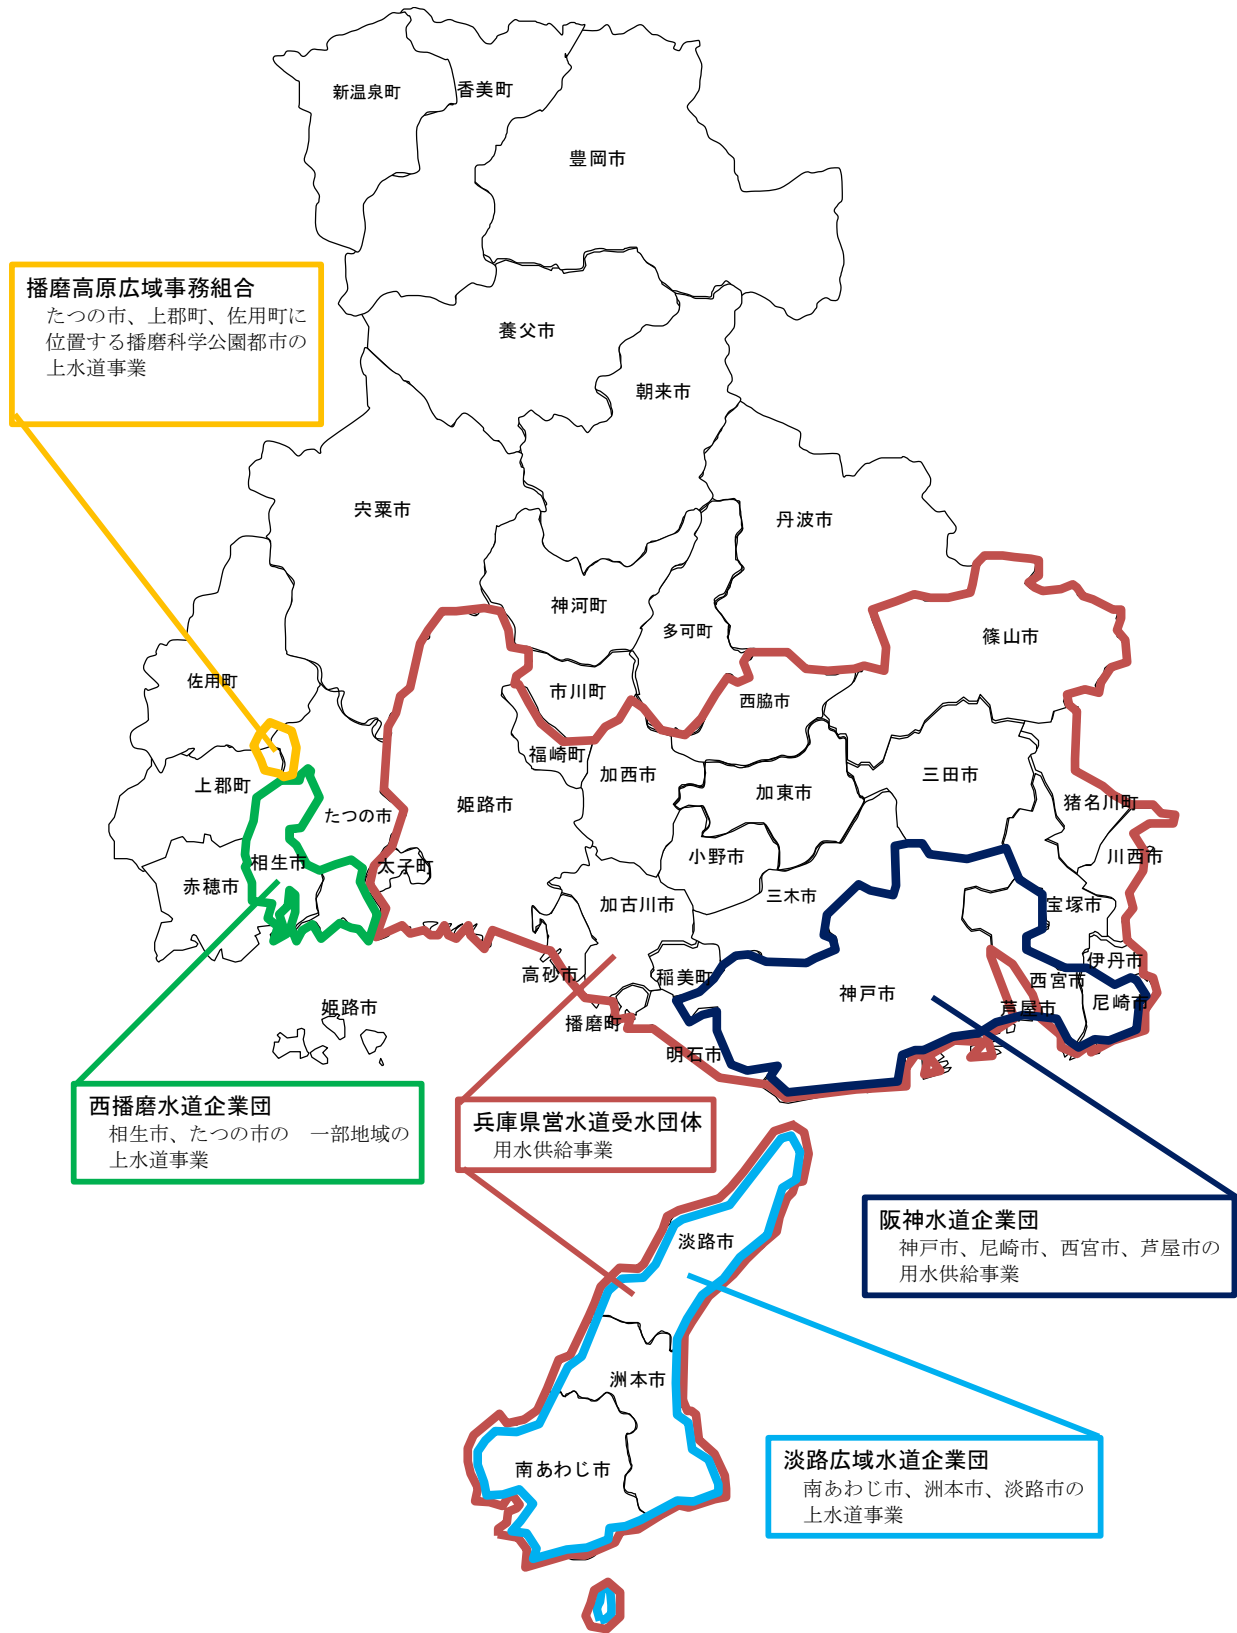 新温泉町
香美町
豊岡市
播磨高原広域事務組合
たつの市、上郡町、佐用町に
位置する播磨科学公園都市の
上水道事業
養父市
朝来市
宍粟市
丹波市
神河町
多可町
篠山市
佐用町
市川町
西脇市
福崎町
加西市
三田市
上郡町
加東市
姫路市
猪名川町
たつの市
相生市
太子町
小野市
川西市
赤穂市
三木市
加古川市
宝塚市
伊丹市
高砂市
稲美町
西宮市
神戸市
尼崎市
姫路市
芦屋市
播磨町
明石市
西播磨水道企業団
相生市、たつの市の　一部地域の
上水道事業
兵庫県営水道受水団体
用水供給事業
阪神水道企業団
神戸市、尼崎市、西宮市、芦屋市の
用水供給事業
淡路市
洲本市
南あわじ市
淡路広域水道企業団
南あわじ市、洲本市、淡路市の
上水道事業